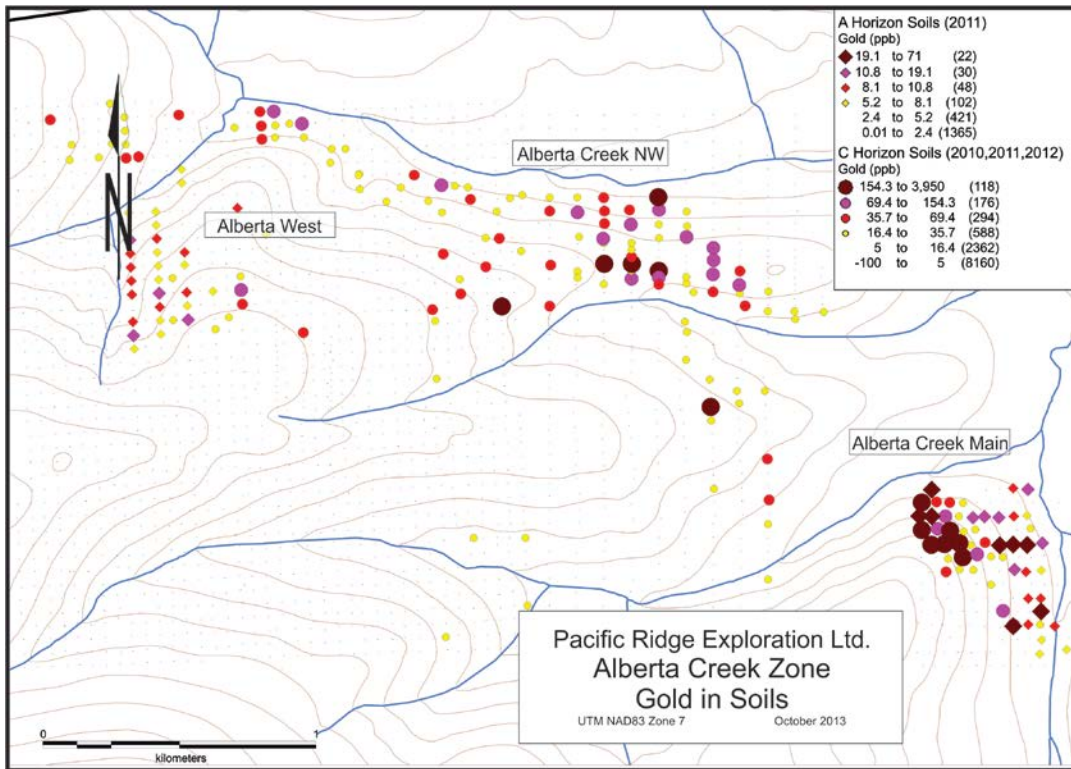 A Horizon Soils (2011)
Gold (ppb)
19.1 to 71 (22)
10.8 to 19.1 (30)
8.1 to 10.8 (48)
5.2 to 8.1 (102)
2.4 to 5.2 (421)
0.01 to 2.4 (1365)
C Horizon Soils (2010,2011,2012)
Gold (ppb)
154.3 to 3,950 (118)
69.4 to 154.3 (176)
35.7 to 69.4 (294)
16.4 to 35.7 (588)
5 to 16.4 (2362)
-100 to 5 (8160)
Alberta Creek NW
N
Alberta West
Alberta Creek Main
Pacific Ridge Exploration Ltd.
Alberta Creek Zone
Gold in Soils
UTM NAD83 Zone 7 October 2013
0 1
kilometers